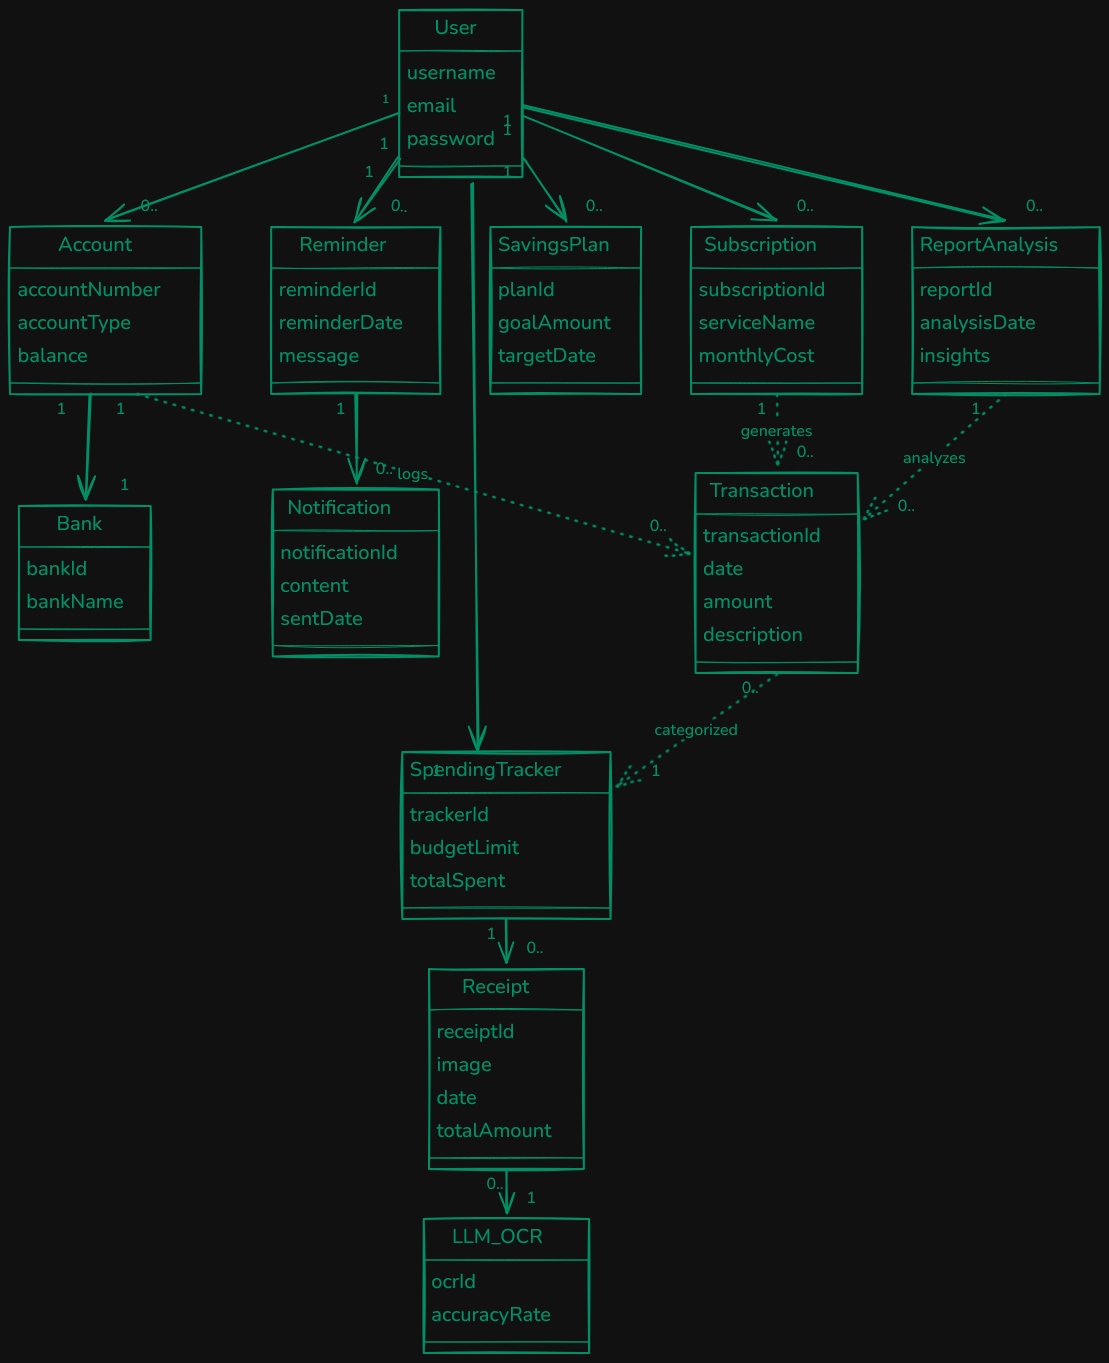 User
username
email
password
1
1
1
1
1
1
0..
0..
0..
0..
0..
Account
accountNumber
accountType
balance
Reminder
reminderId
reminderDate
message
SavingsPlan
planId
goalAmount
targetDate
Subscription
subscriptionId
serviceName
monthlyCost
ReportAnalysis
reportId
analysisDate
insights
1
1
1
1
1
generates
analyzes
0..
logs
0..
0..
0..
1
Bank
bankId
bankName
Notification
notificationId
content
sentDate
Transaction
transactionId
date
amount
description
0..
categorized
1
1
SpendingTracker
trackerId
budgetLimit
totalSpent
1
0..
Receipt
receiptId
image
date
totalAmount
0..
1
LLM_OCR
ocrId
accuracyRate